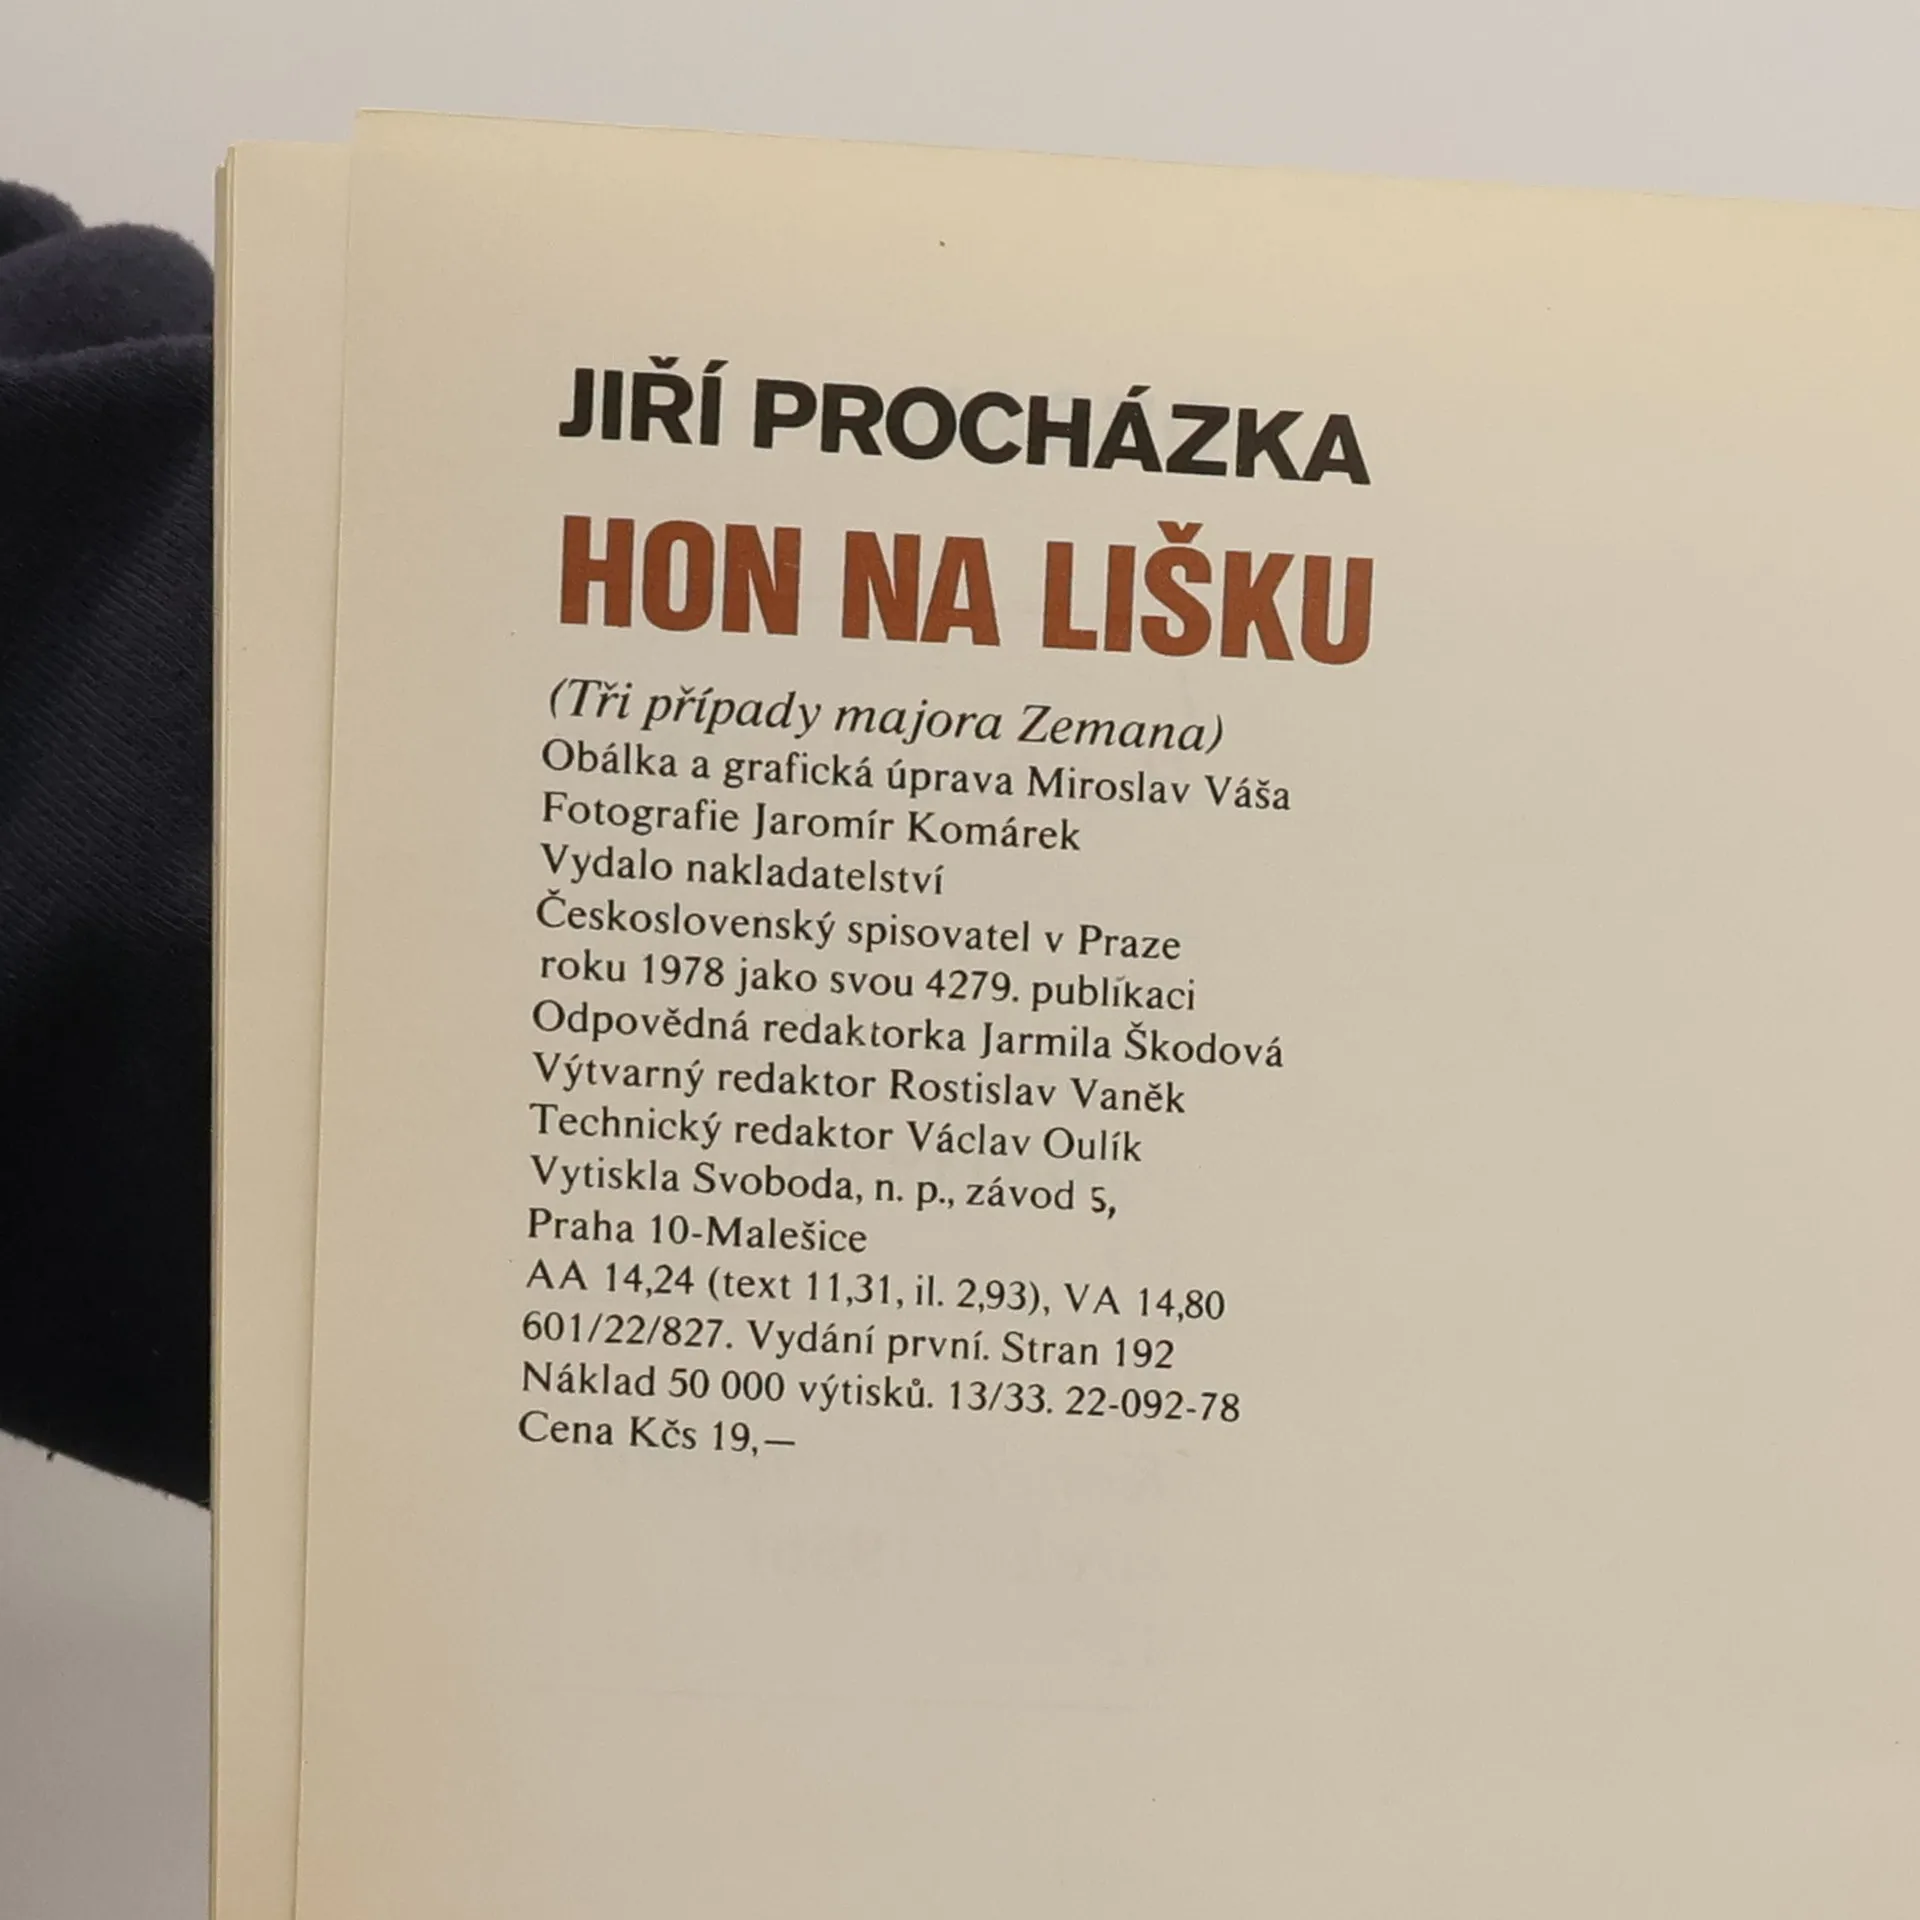 JIŘÍ PROCHÁZKA
HON NA LIŠKU
(Tři případy majora Zemana)
Obálka a grafická úprava Miroslav Váša
Fotografie Jaromír Komárek
Vydalo nakladatelství
Československý spisovatel v Praze
roku 1978 jako svou 4279. publikaci
Odpovědná redaktorka Jarmila Škodová
Výtvarný redaktor Rostislav Vaněk
Technický redaktor Václav Oulík
Vytiskla Svoboda, n. p., závod 5,
Praha 10-Malešice
AA 14,24 (text 11,31, il. 2,93), VA 14,80
601/22/827. Vydání první. Stran 192
Náklad 50 000 výtisků. 13/33. 22-092-78
Cena Kčs 19,—